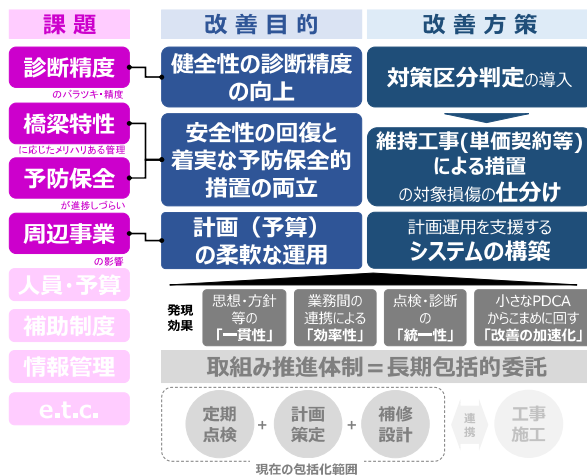 課題
改善目的
改善方策
診断精度
のバラツキ・精度
橋梁特性
に応じたメリハリある管理
予防保全
が進捗しづらい
周辺事業
の影響
人員・予算
補助制度
情報管理
e.t.c.
健全性の診断精度
の向上
安全性の回復と
着実な予防保全的
措置の両立
計画（予算）
の柔軟な運用
対策区分判定の導入
維持工事(単価契約等)
による措置
の対象損傷の仕分け
計画運用を支援する
システムの構築
発現
効果
思想・方針
等の
「一貫性」
業務間の
連携による
「効率性」
点検・診断
の
「統一性」
小さなPDCA
からこまめに回す
「改善の加速化」
取組み推進体制＝長期包括的委託
定期
点検
+
計画
策定
+
補修
設計
連
携
工事
施工
現在の包括化範囲